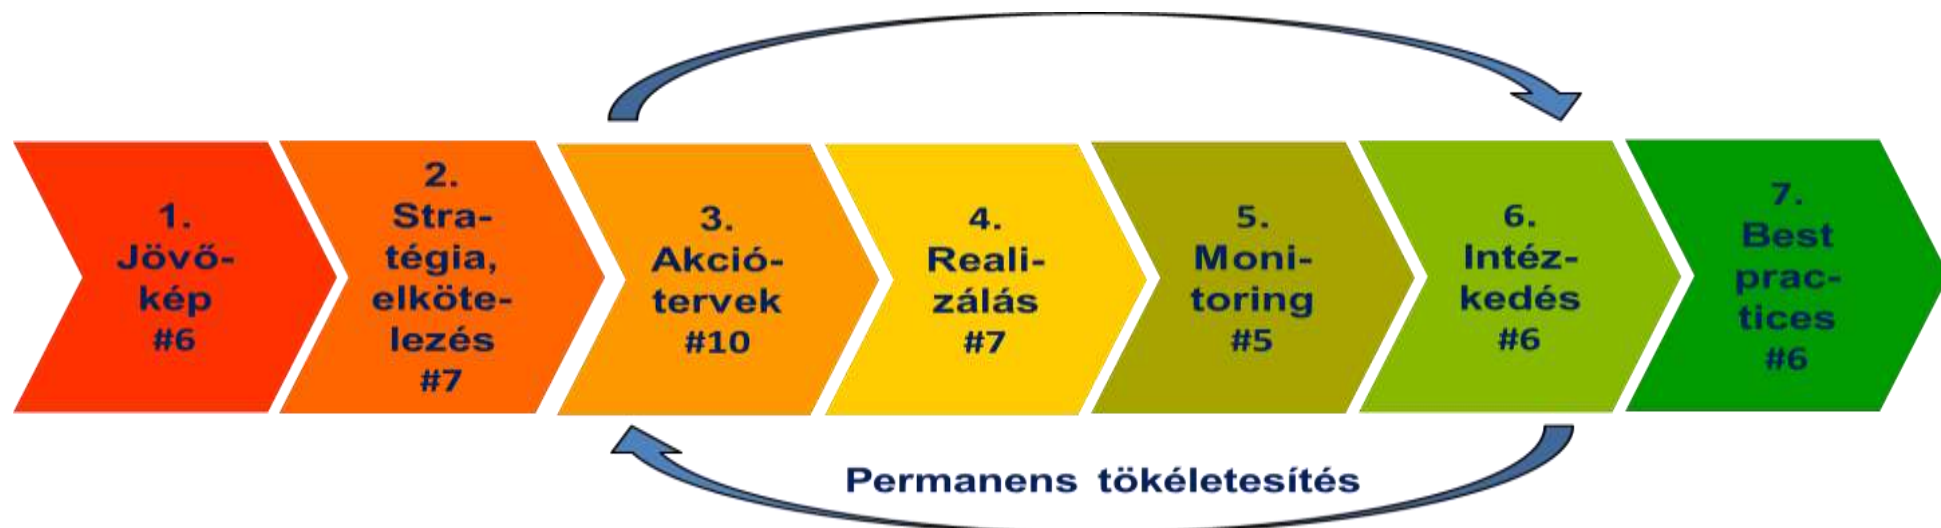 1.
Jövő-
kép
#6
2.
Stra-
tégia,
elköte-
lezés
#7
3.
Akció-
tervek
#10
4.
Reali-
zálás
#7
5.
Moni-
toring
#5
6.
Intéz-
kedés
#6
7.
Best
prac-
tices
#6
Permanens tökéletesítés